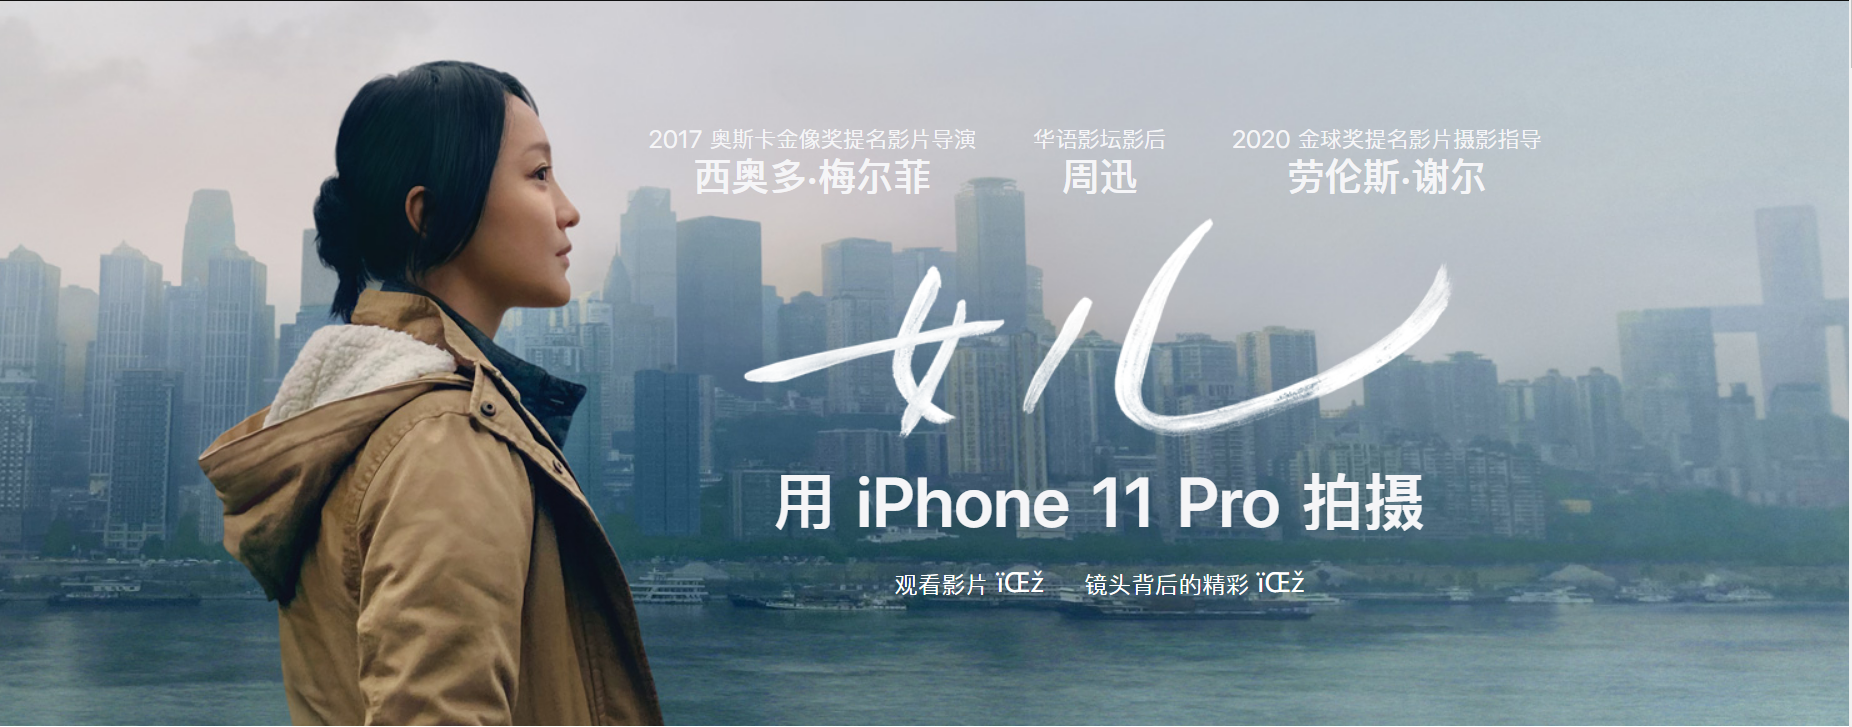 2017 奥斯卡金像奖提名影片导演
西奥多·梅尔菲
华语影坛影后
周迅
2020 金球奖提名影片摄影指导
劳伦斯·谢尔
女儿
用 iPhone 11 Pro 拍摄
观看影片 ïŒž
镜头背后的精彩 ïŒž